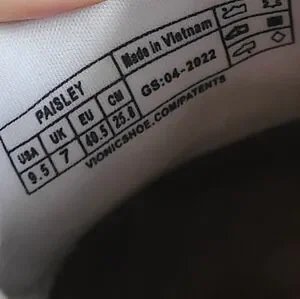 PAISLEY
USA UK EU CM
9.5 7 40.5 25.8
Made in Vietnam
GS:04-2022
VIONICSHOE.COM/PATENTS